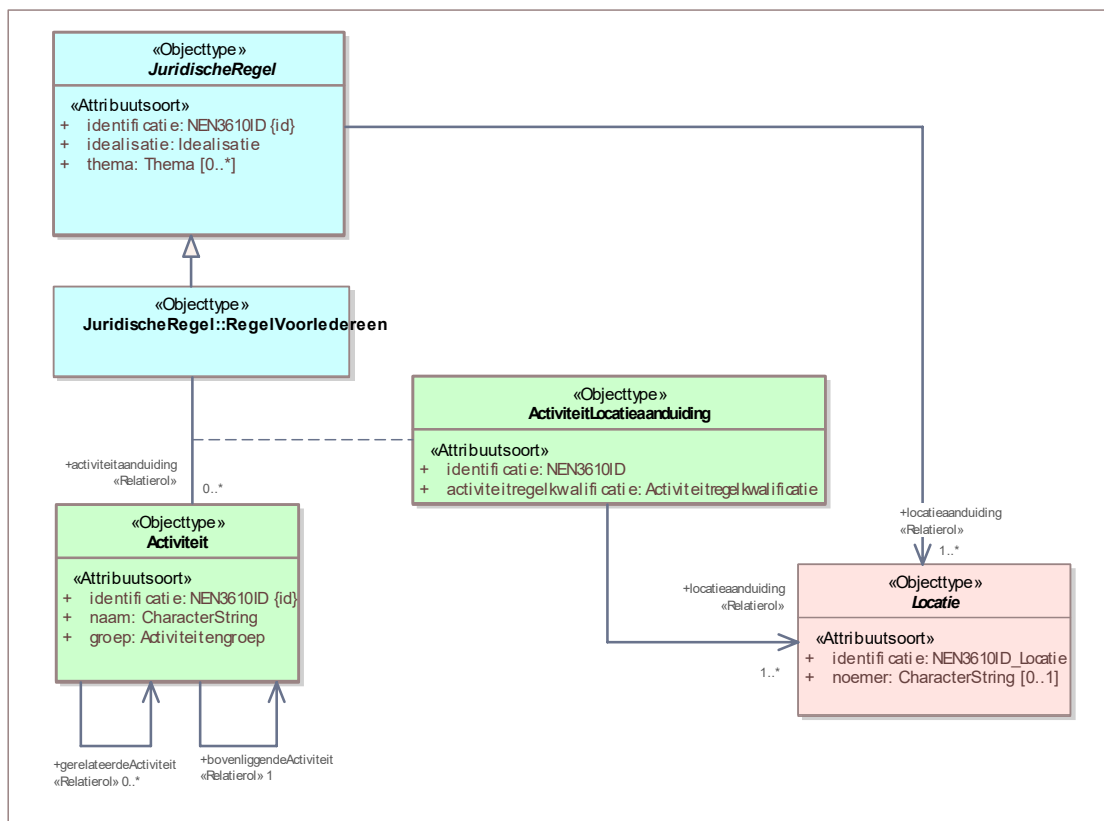 «Objecttype»
JuridischeRegel
«Attribuutsoort»
+ identificatie: NEN3610ID {id}
+ idealisatie: Idealisatie
+ thema: Thema [0..*]
«Objecttype»
JuridischeRegel::RegelVoorIedereen
«Objecttype»
ActiviteitLocatieaanduiding
«Attribuutsoort»
+ identificatie: NEN3610ID
+ activiteitregelkwalificatie: Activiteitregelkwalificatie
+activiteitaanduiding
«Relatierol»
0..*
«Objecttype»
Activiteit
«Attribuutsoort»
+ identificatie: NEN3610ID {id}
+ naam: CharacterString
+ groep: Activiteitengroep
+locatieaanduiding
«Relatierol»
1..*
+locatieaanduiding
«Relatierol»
1..*
«Objecttype»
Locatie
«Attribuutsoort»
+ identificatie: NEN3610ID_Locatie
+ noemer: CharacterString [0..1]
+gerelateerdeActiviteit
«Relatierol» 0..*
+bovenliggendeActiviteit
«Relatierol» 1